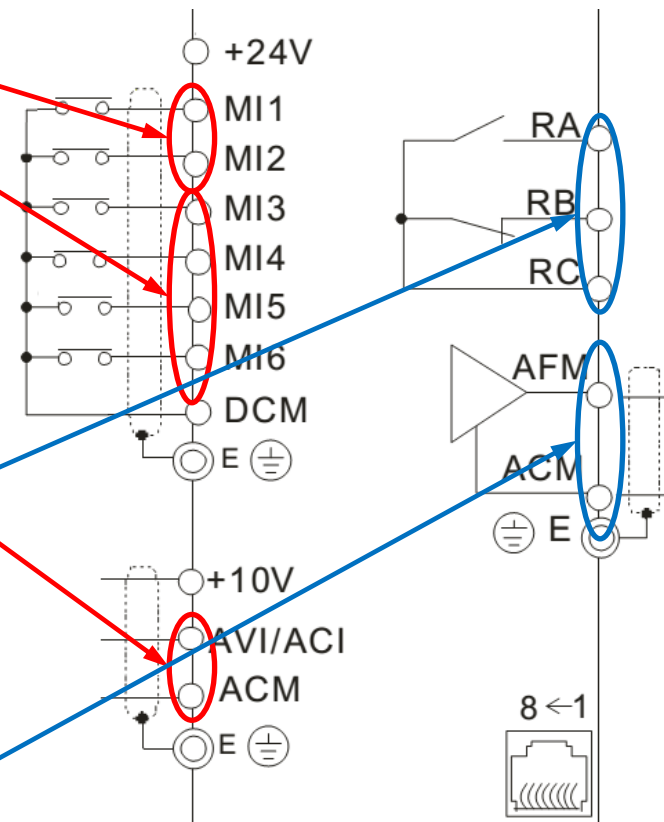 +24V
MI1
MI2
MI3
MI4
MI5
MI6
DCM
E
+10V
AVI/ACI
ACM
E
RA
RB
RC
AFM
ACM
E
8←1